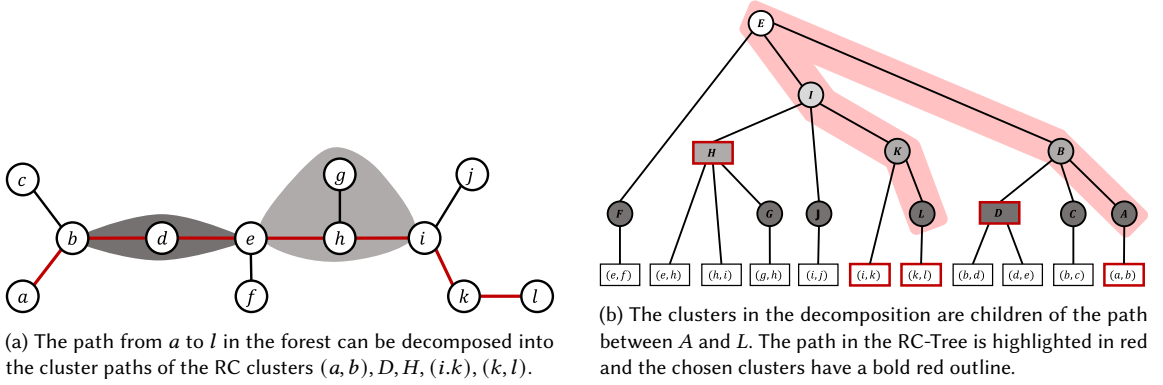 c
g
j
b
d
e
h
i
a
f
k
l
(a) The path from a to l in the forest can be decomposed into
the cluster paths of the RC clusters (a, b), D, H, (i.k), (k, l).
E
I
H
K
B
F
G
J
L
D
C
A
(e, f)
(e, h)
(h, i)
(g, h)
(i, j)
(i, k)
(k, l)
(b, d)
(d, e)
(b, c)
(a, b)
(b) The clusters in the decomposition are children of the path
between A and L. The path in the RC-Tree is highlighted in red
and the chosen clusters have a bold red outline.